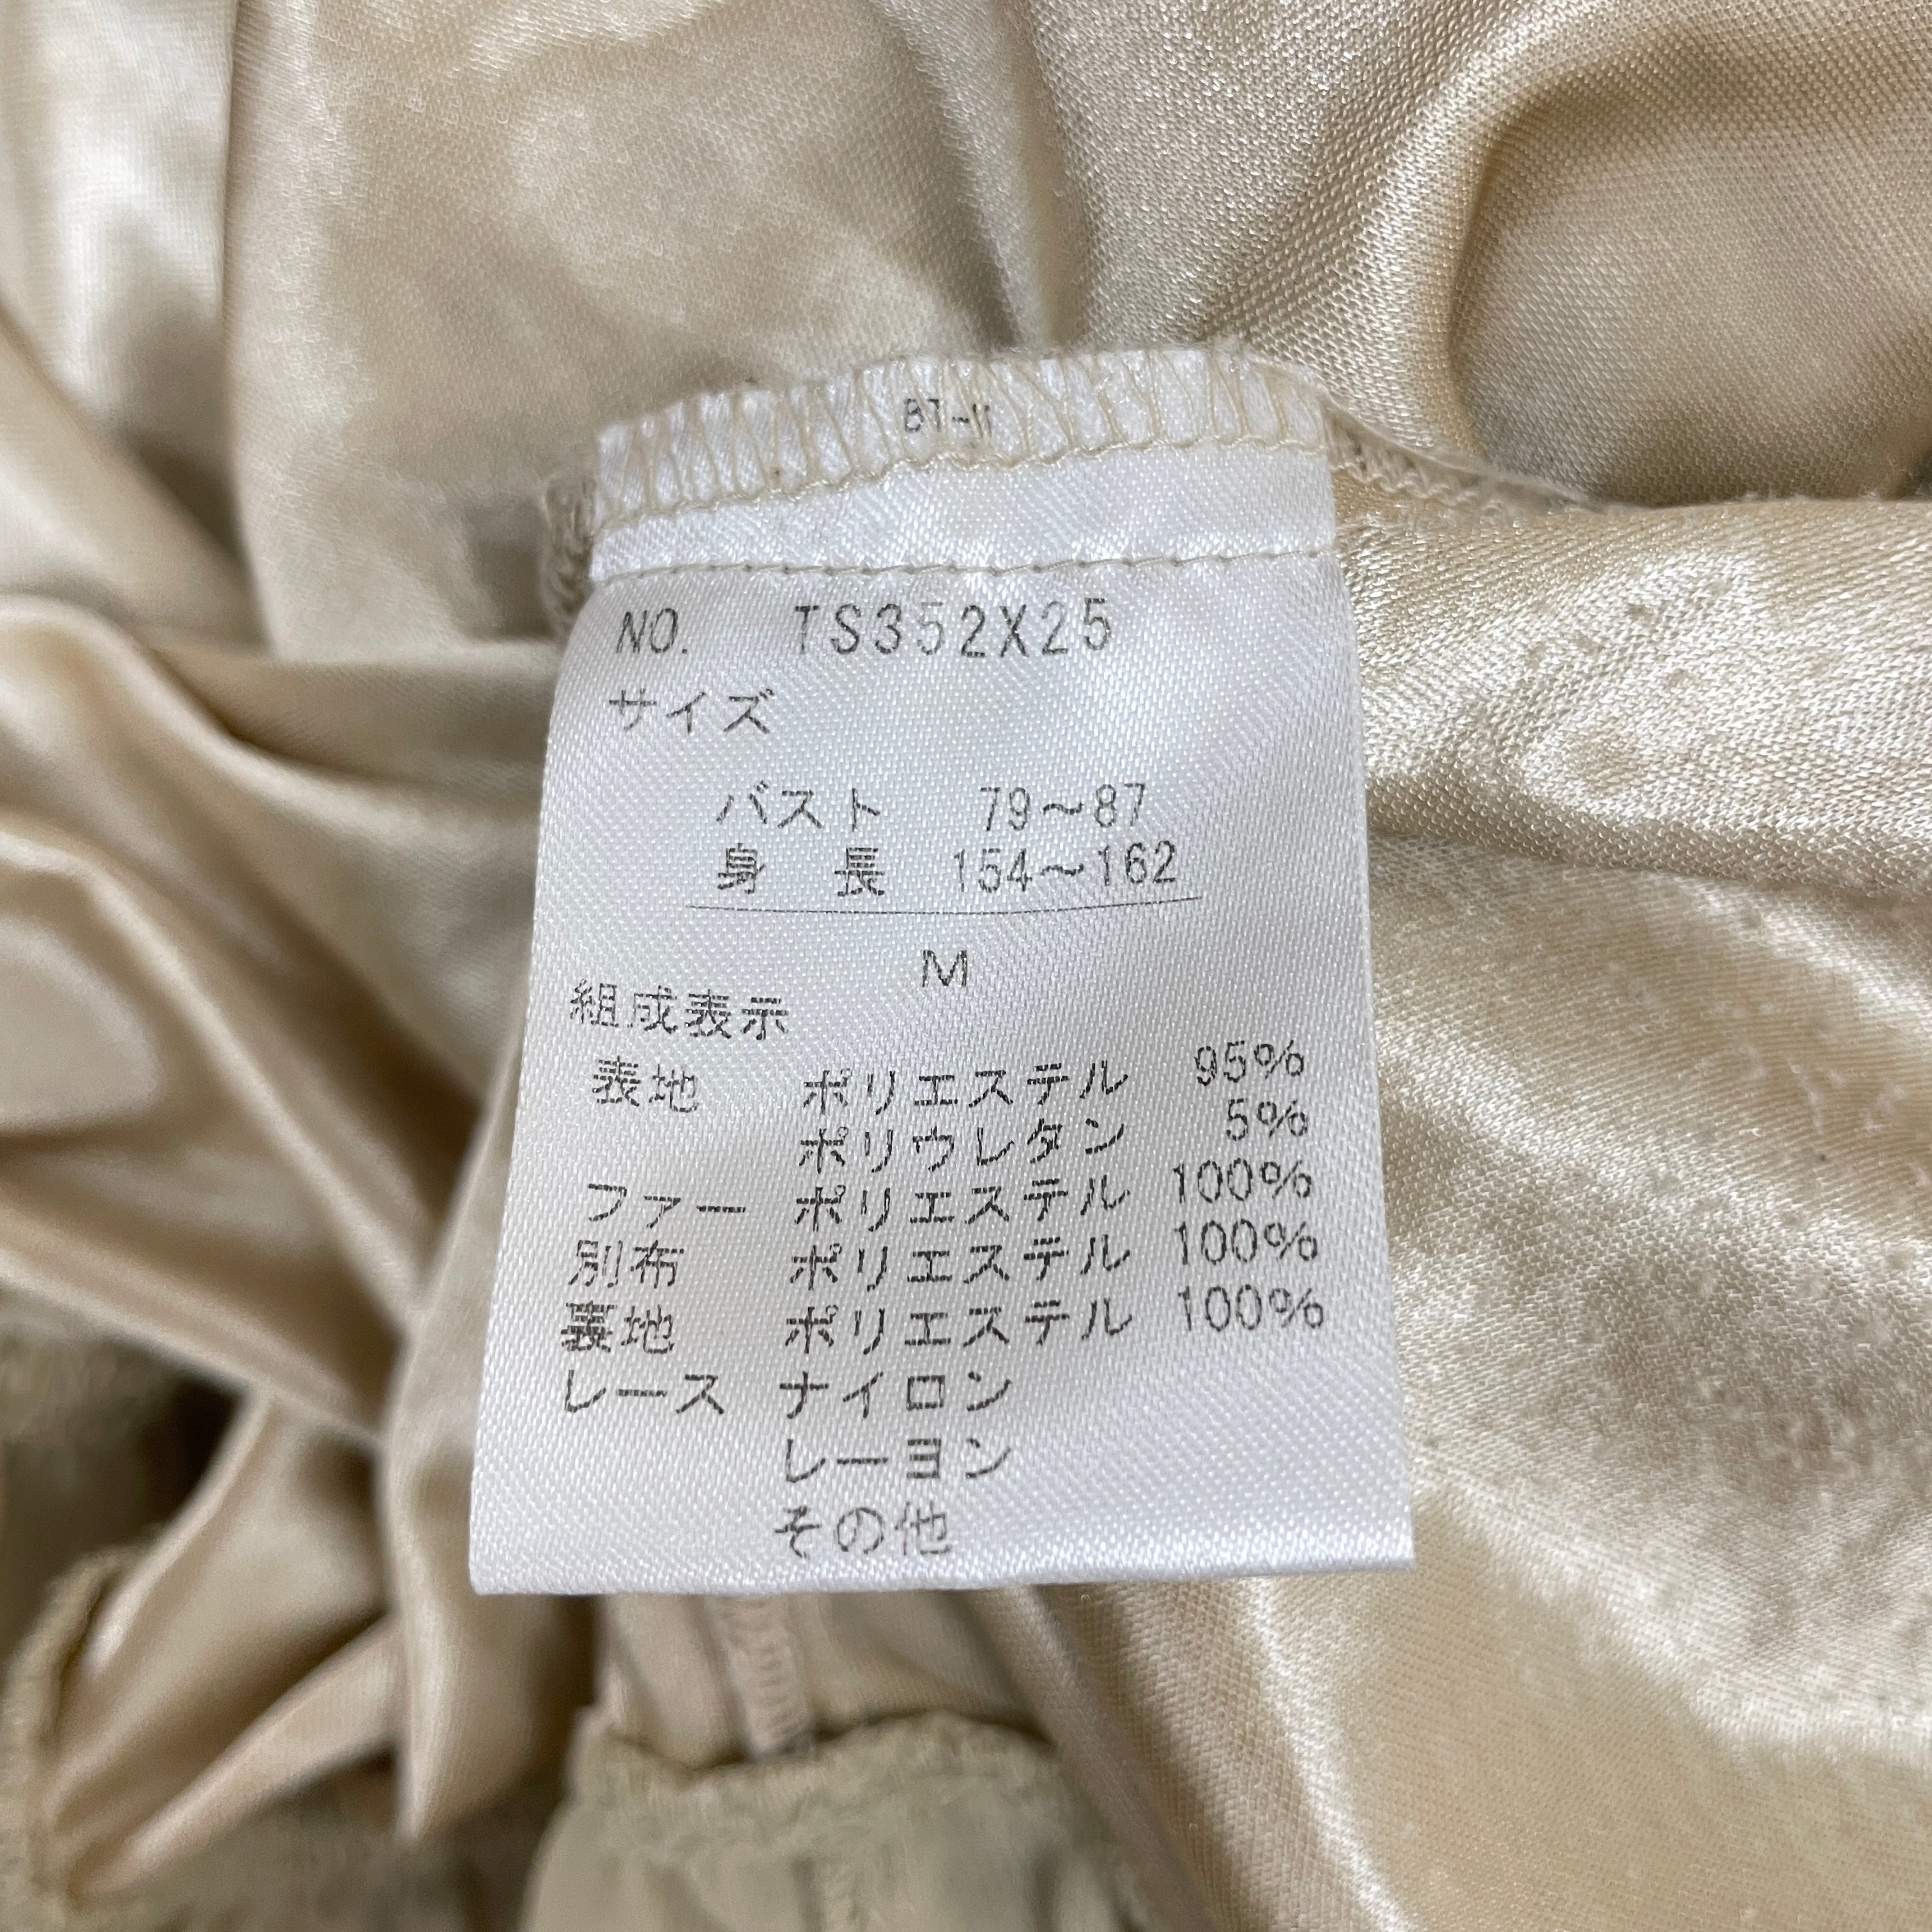 NO. TS352X25
サイズ
バスト 79～87
身 長 154～162
M
組成表示
表地 ポリエステル 95%
ポリウレタン 5%
ファー ポリエステル 100%
別布 ポリエステル 100%
裏地 ポリエステル 100%
レース ナイロン
レーヨン
その他